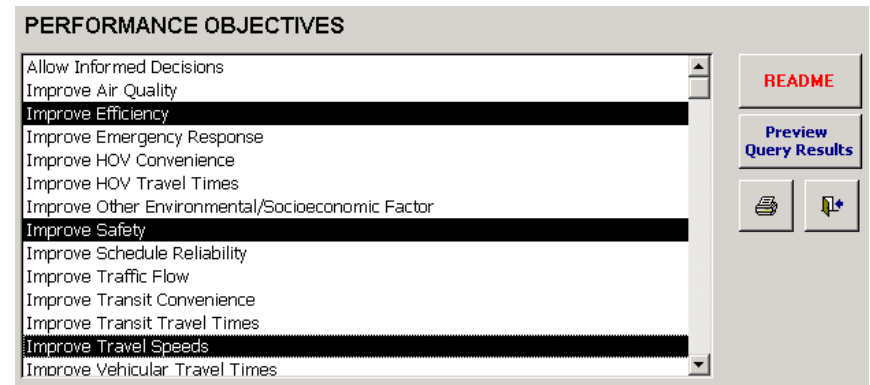 PERFORMANCE OBJECTIVES
Allow Informed Decisions
Improve Air Quality
Improve Efficiency
Improve Emergency Response
Improve HOV Convenience
Improve HOV Travel Times
Improve Other Environmental/Socioeconomic Factor
Improve Safety
Improve Schedule Reliability
Improve Traffic Flow
Improve Transit Convenience
Improve Transit Travel Times
Improve Travel Speeds
Improve Vehicular Travel Times
README
Preview
Query Results